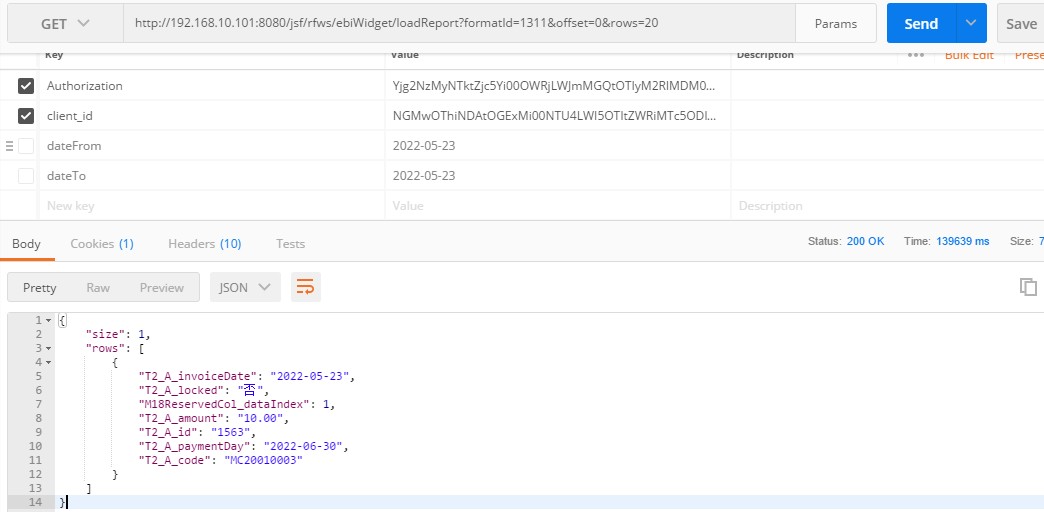 GET http://192.168.10.101:8080/jsf/rfws/ebiWidget/loadReport?formatId=1311&offset=0&rows=20 Params Send Save
Key Value Description ••• Bulk Edit Prese
Authorization Yjg2NzMyNTktZjc5Yi00OWRjLWJmMGQtOTIyM2RlMDM0...
client_id NGMwOThiNDAtOGExMi00NTU4LWI5OTItZWRiMTc5ODI...
dateFrom 2022-05-23
dateTo 2022-05-23
New key Value Description
Body Cookies (1) Headers (10) Tests Status: 200 OK Time: 139639 ms Size: 7
Pretty Raw Preview JSON
1 {
2 "size": 1,
3 "rows": [
4 {
5 "T2_A_invoiceDate": "2022-05-23",
6 "T2_A_locked": "否",
7 "M18ReservedCol_dataIndex": 1,
8 "T2_A_amount": "10.00",
9 "T2_A_id": "1563",
10 "T2_A_paymentDay": "2022-06-30",
11 "T2_A_code": "MC20010003"
12 }
13 ]
14 }